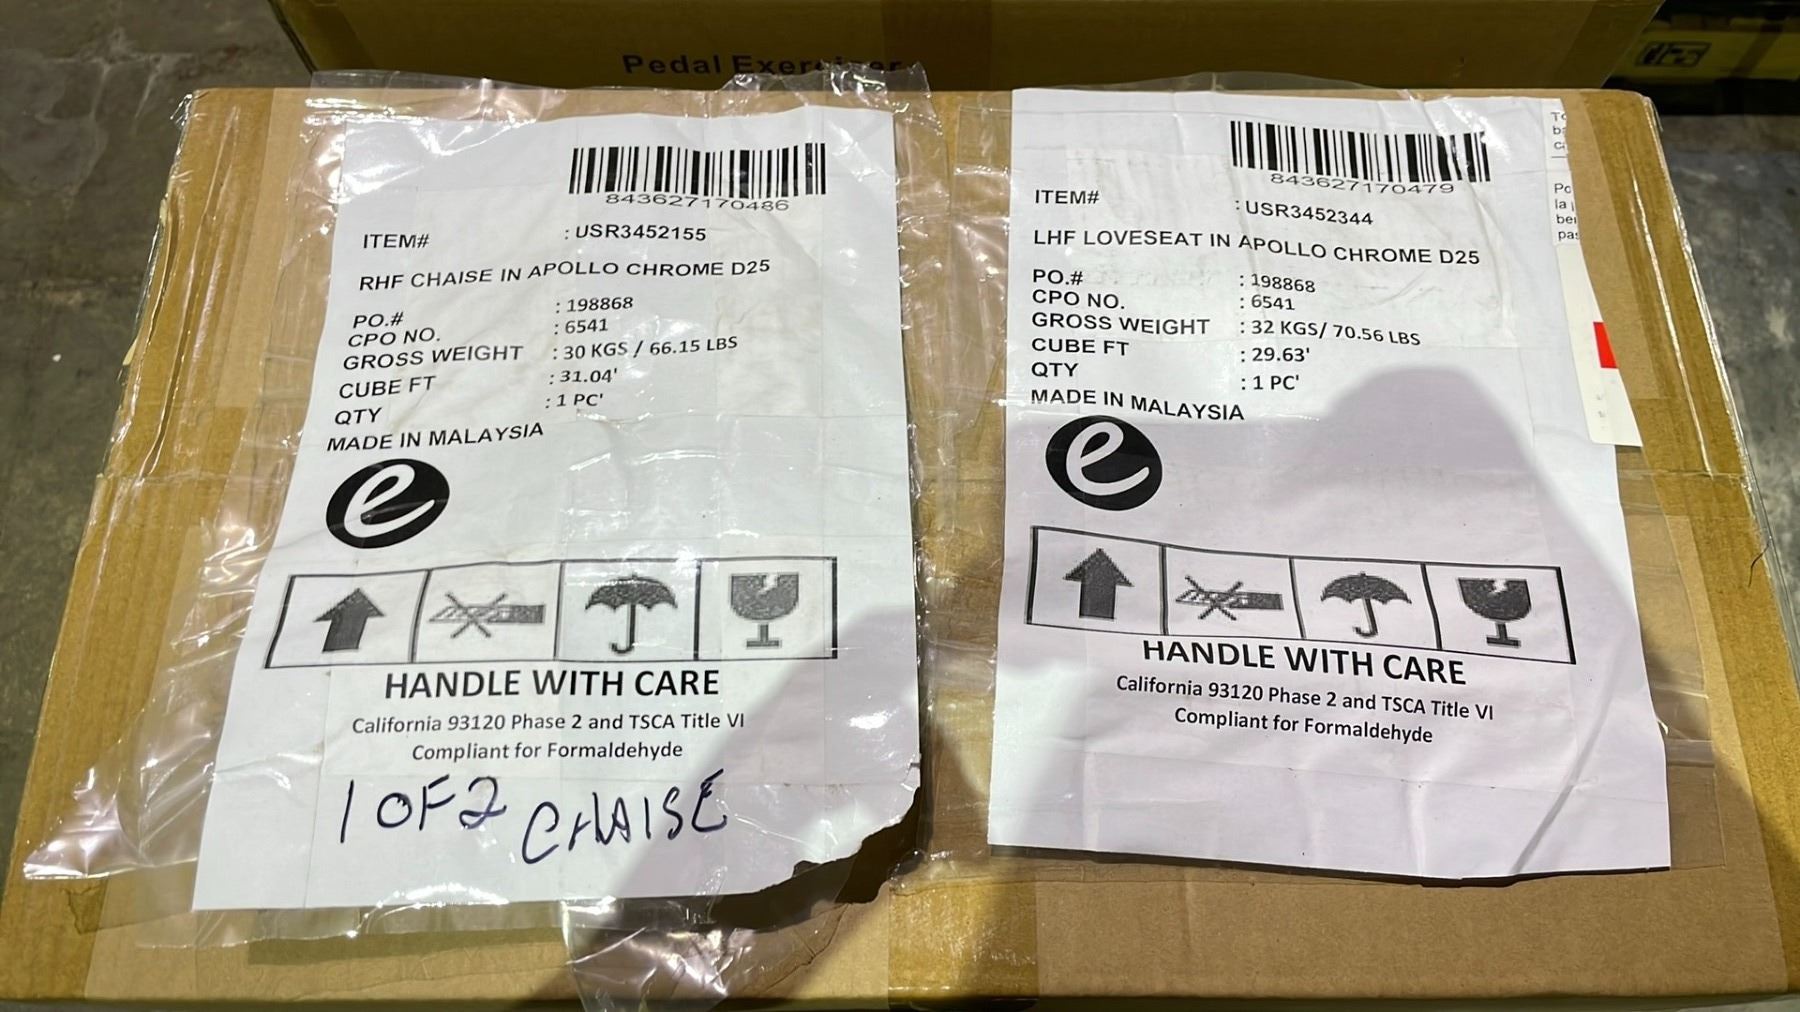 Pedal Exerciser
843627170486
ITEM# : USR3452155
RHF CHAISE IN APOLLO CHROME D25
PO.# : 198868
CPO NO. : 6541
GROSS WEIGHT : 30 KGS / 66.15 LBS
CUBE FT : 31.04'
QTY : 1 PC'
MADE IN MALAYSIA
e
HANDLE WITH CARE
California 93120 Phase 2 and TSCA Title VI
Compliant for Formaldehyde
1 OF 2 CHAISE
843627170479
ITEM# : USR3452344
LHF LOVESEAT IN APOLLO CHROME D25
PO.# : 198868
CPO NO. : 6541
GROSS WEIGHT : 32 KGS/ 70.56 LBS
CUBE FT : 29.63'
QTY : 1 PC'
MADE IN MALAYSIA
e
HANDLE WITH CARE
California 93120 Phase 2 and TSCA Title VI
Compliant for Formaldehyde